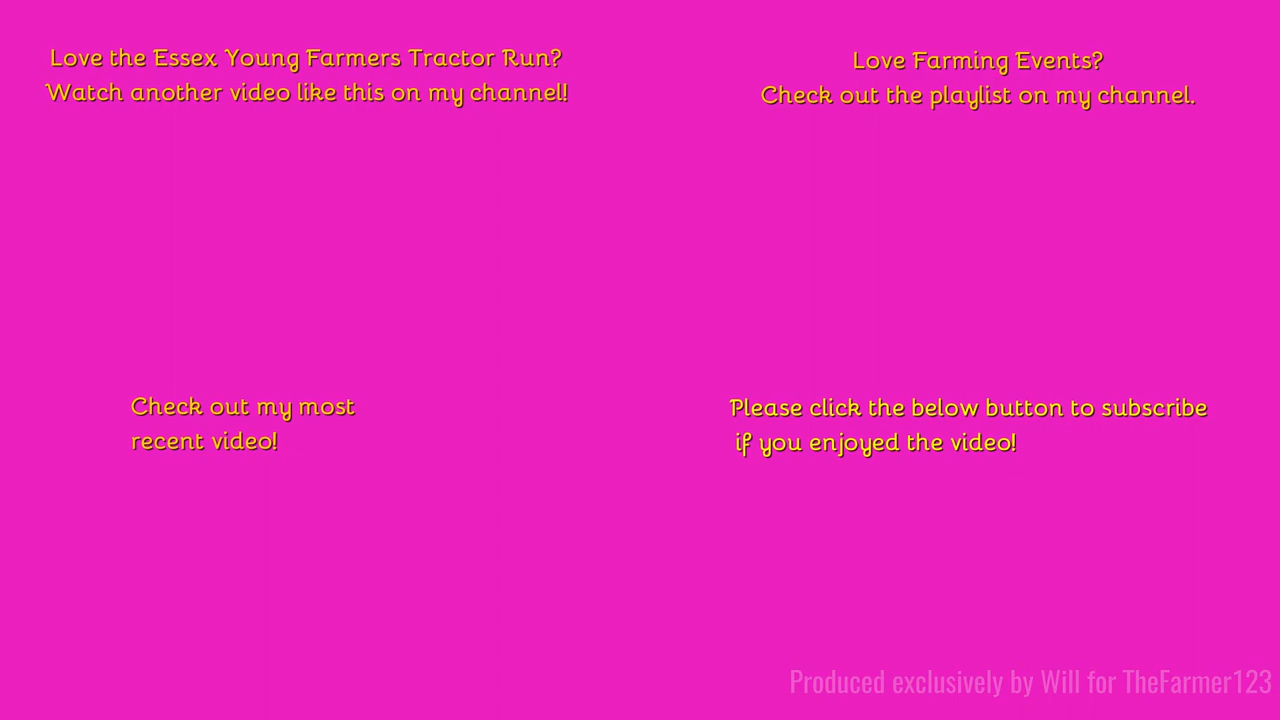 Love the Essex Young Farmers Tractor Run?
Watch another video like this on my channel!
Love Farming Events?
Check out the playlist on my channel.
Check out my most
recent video!
Please click the below button to subscribe
if you enjoyed the video!
Produced exclusively by Will for TheFarmer123